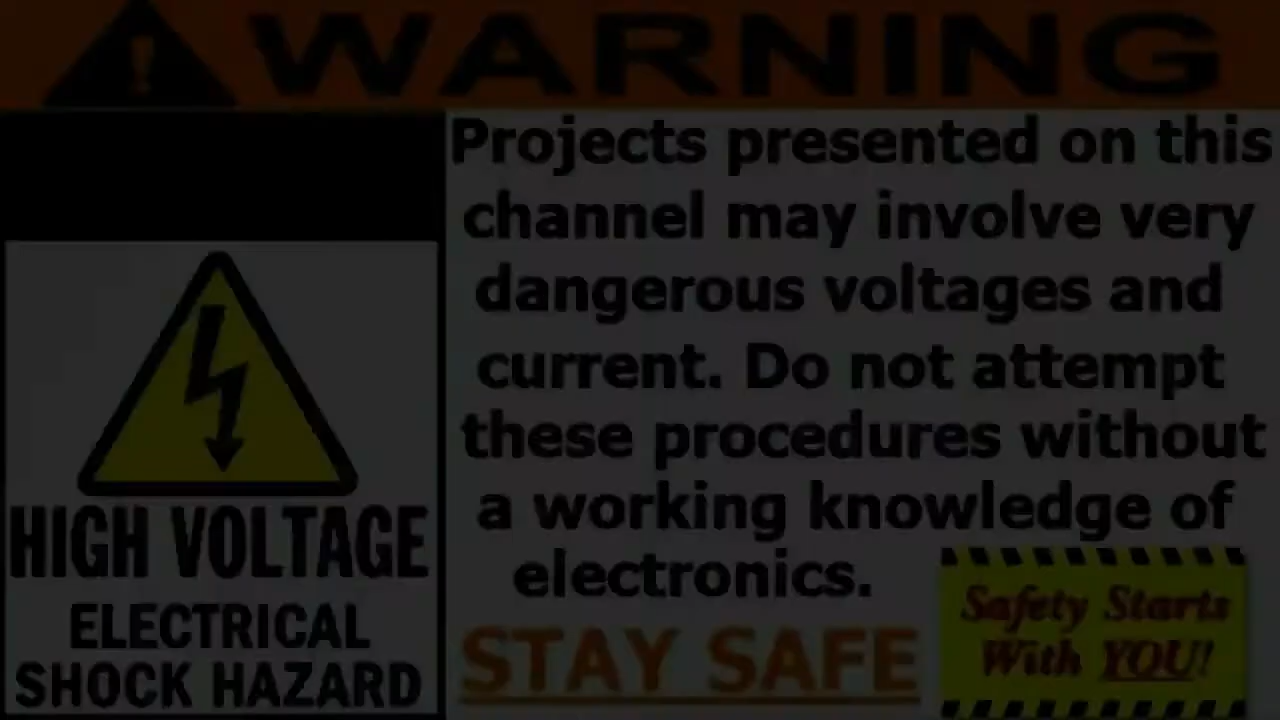 WARNING
Projects presented on this
channel may involve very
dangerous voltages and
current. Do not attempt
these procedures without
a working knowledge of
electronics.
STAY SAFE
HIGH VOLTAGE
ELECTRICAL
SHOCK HAZARD
Safety Starts
With YOU!